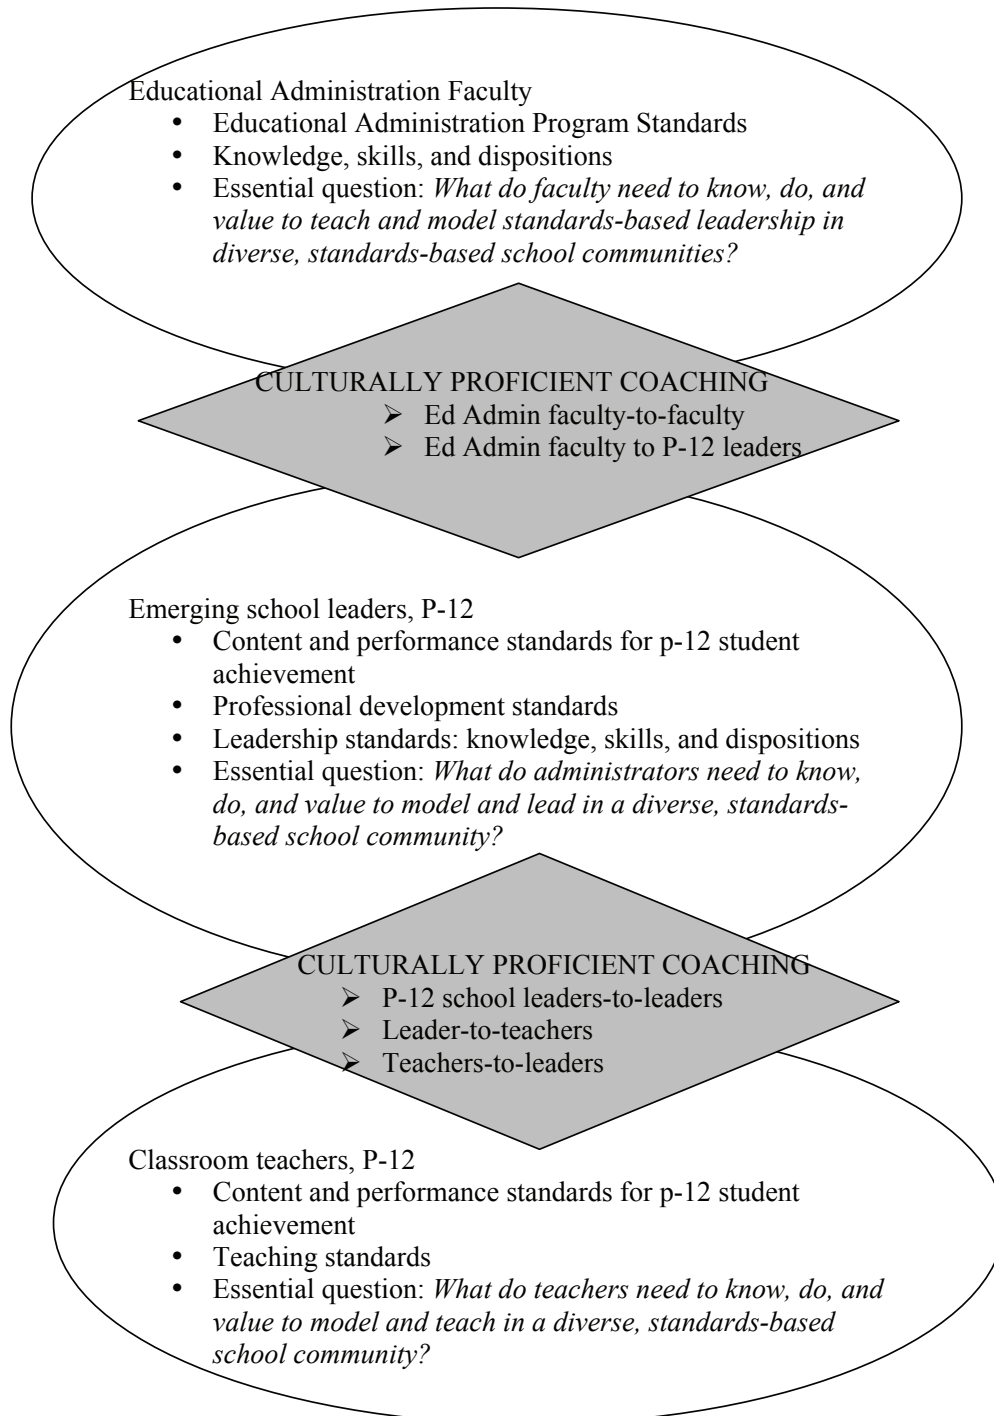 Educational Administration Faculty
• Educational Administration Program Standards
• Knowledge, skills, and dispositions
• Essential question: What do faculty need to know, do, and
value to teach and model standards-based leadership in
diverse, standards-based school communities?
CULTURALLY PROFICIENT COACHING
➢ Ed Admin faculty-to-faculty
➢ Ed Admin faculty to P-12 leaders
Emerging school leaders, P-12
• Content and performance standards for p-12 student
achievement
• Professional development standards
• Leadership standards: knowledge, skills, and dispositions
• Essential question: What do administrators need to know,
do, and value to model and lead in a diverse, standards-
based school community?
CULTURALLY PROFICIENT COACHING
➢ P-12 school leaders-to-leaders
➢ Leader-to-teachers
➢ Teachers-to-leaders
Classroom teachers, P-12
• Content and performance standards for p-12 student
achievement
• Teaching standards
• Essential question: What do teachers need to know, do, and
value to model and teach in a diverse, standards-based
school community?